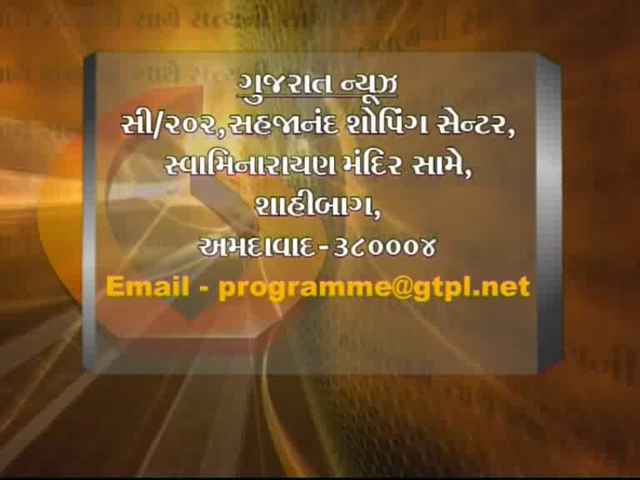 ગુજરાત ન્યૂઝ
સી/૨૦૨,સહજાનંદ શોપિંગ સેન્ટર,
સ્વામિનારાયણ મંદિર સામે,
શાહીબાગ,
અમદાવાદ-૩૮૦૦૦૪
Email - programme@gtpl.net